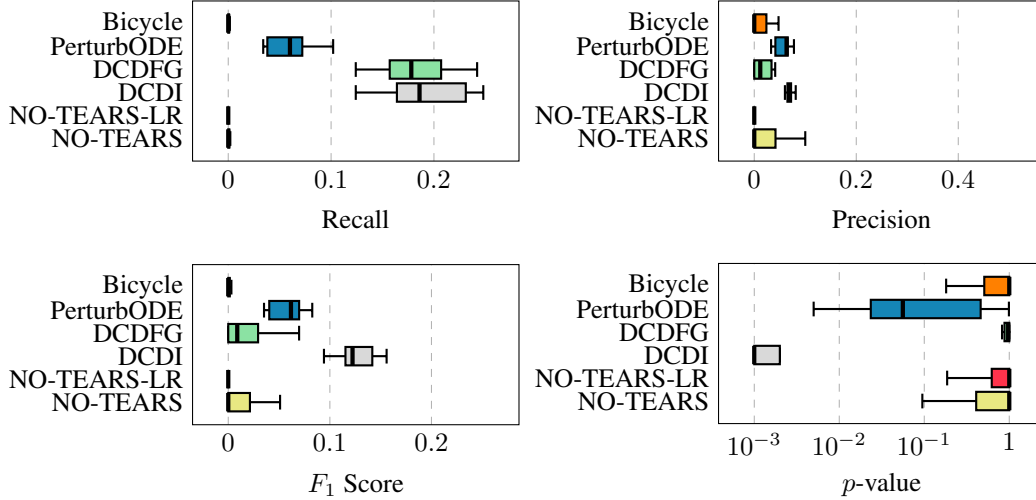 Bicycle
PerturbODE
DCDFG
DCDI
NO-TEARS-LR
NO-TEARS
0 0.1 0.2
Recall
Bicycle
PerturbODE
DCDFG
DCDI
NO-TEARS-LR
NO-TEARS
0 0.2 0.4
Precision
Bicycle
PerturbODE
DCDFG
DCDI
NO-TEARS-LR
NO-TEARS
0 0.1 0.2
F₁ Score
Bicycle
PerturbODE
DCDFG
DCDI
NO-TEARS-LR
NO-TEARS
10⁻³ 10⁻² 10⁻¹ 1
p-value